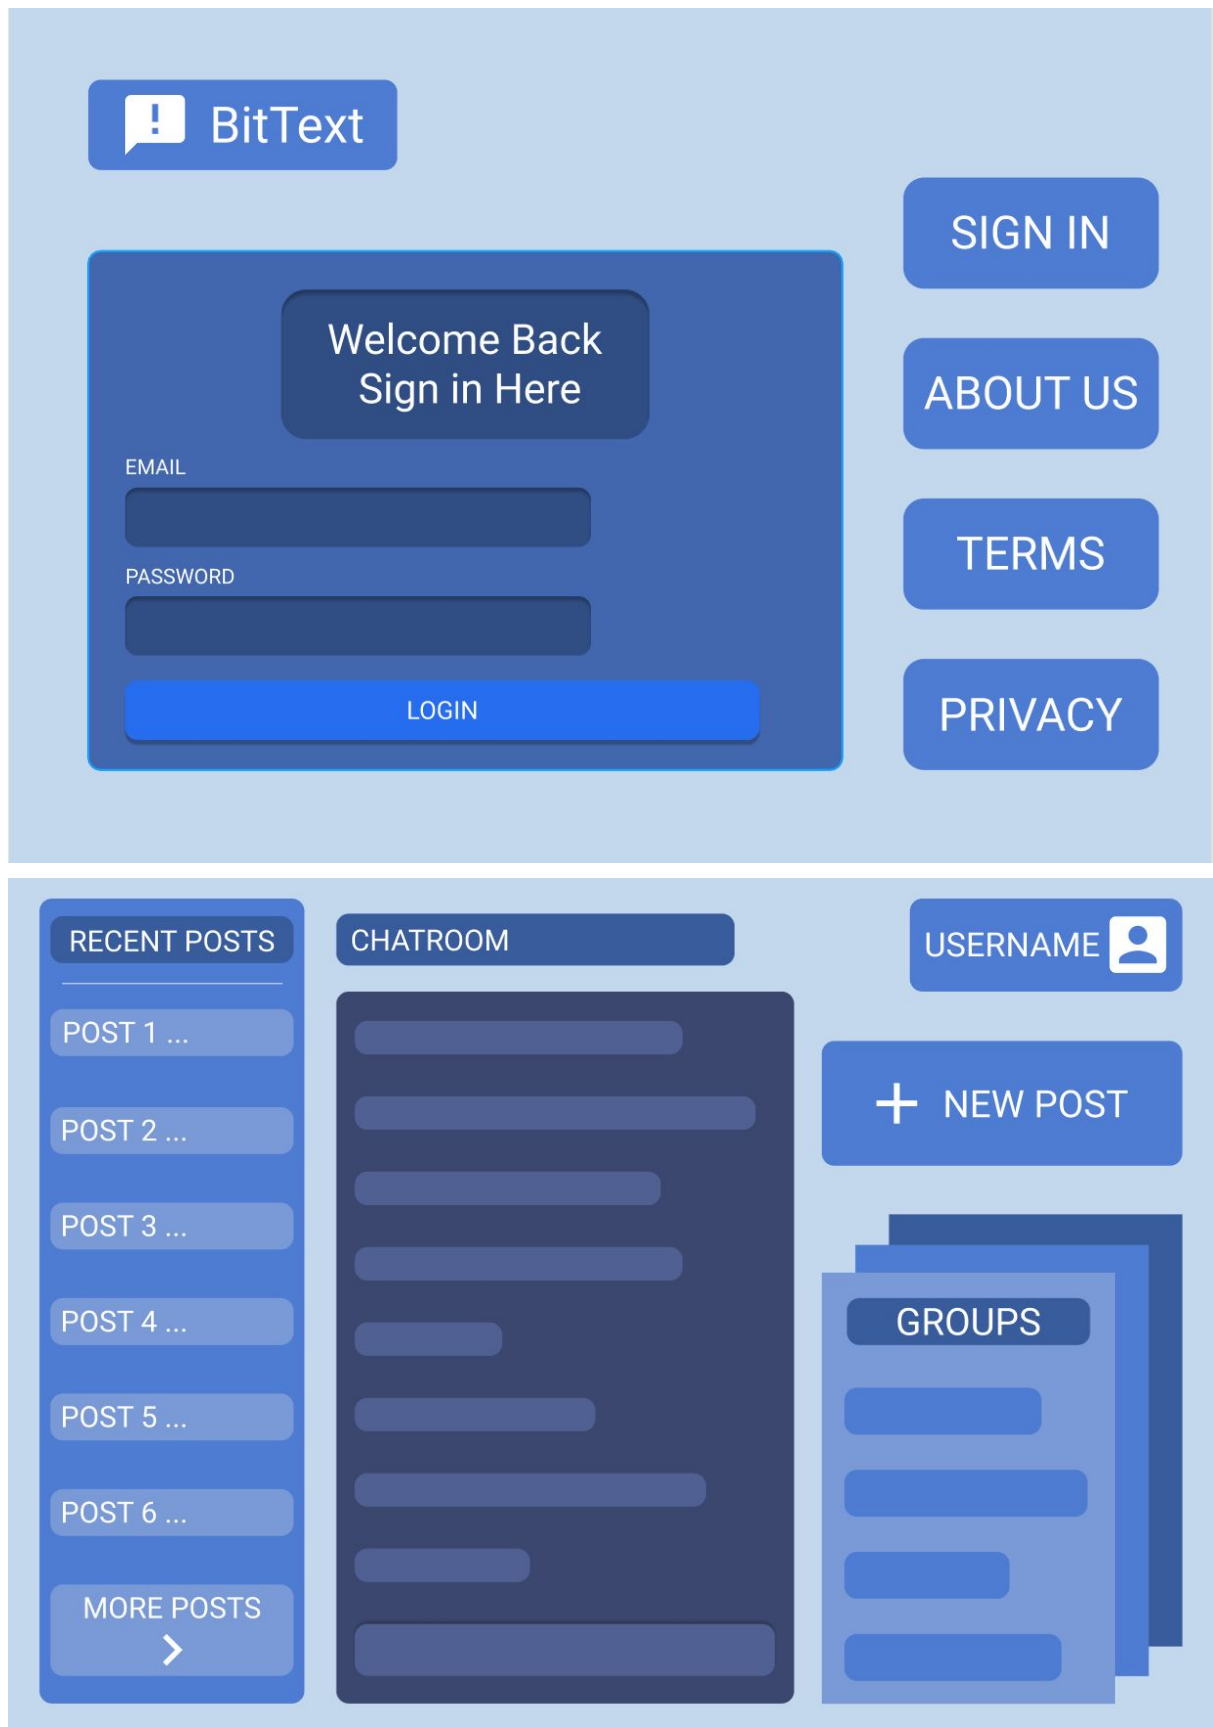 BitText
SIGN IN
Welcome Back
Sign in Here
ABOUT US
EMAIL
TERMS
PASSWORD
LOGIN
PRIVACY
RECENT POSTS
POST 1 ...
POST 2 ...
POST 3 ...
POST 4 ...
POST 5 ...
POST 6 ...
MORE POSTS
CHATROOM
USERNAME
NEW POST
GROUPS